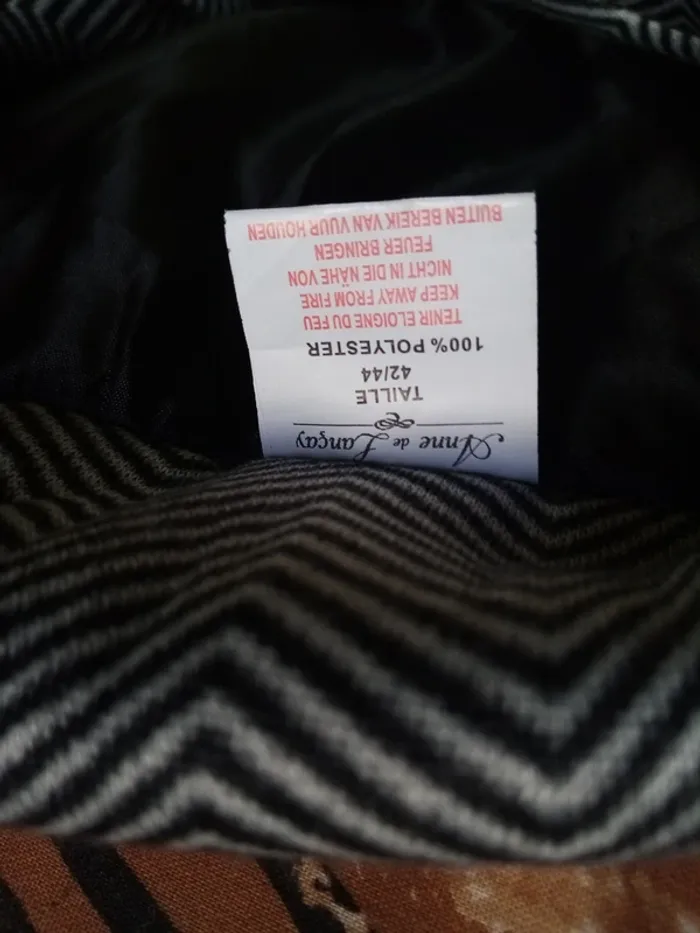 Anne de Lançay
TAILLE
42/44
100% POLYESTER
TENIR ELOIGNE DU FEU
KEEP AWAY FROM FIRE
NICHT IN DIE NÄHE VON
FEUER BRINGEN
BUITEN BEREIK VAN VUUR HOUDEN